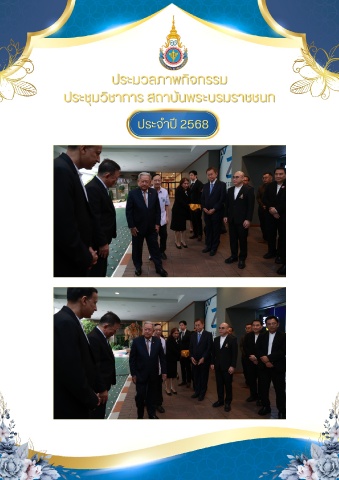 ประมวลภาพกิจกรรม
ประชุมวิชาการ สถาบันพระบรมราชชนก
ประจำปี 2568